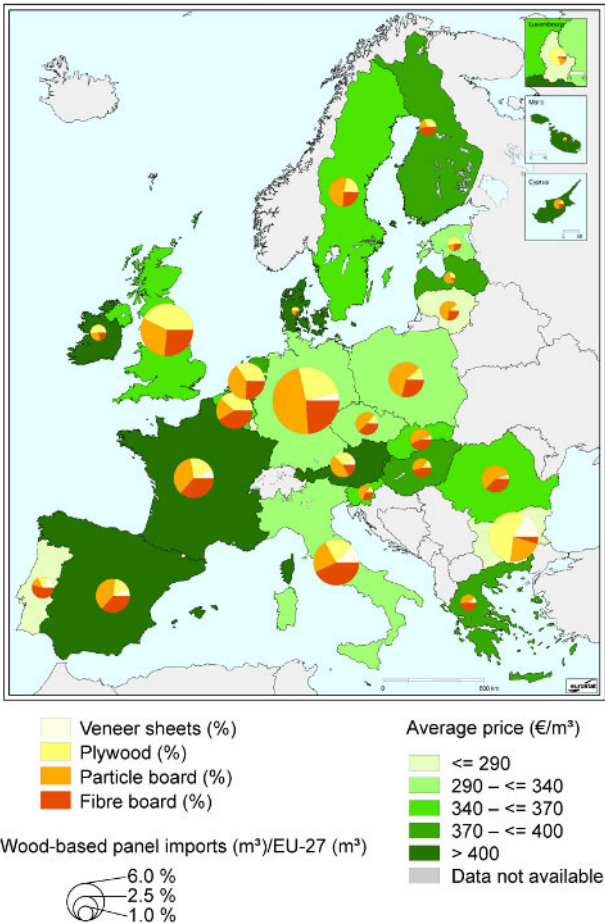 Luxembourg
Malta
Cyprus
0
600 km
eurostat
Veneer sheets (%)
Plywood (%)
Particle board (%)
Fibre board (%)
Wood-based panel imports (m³)/EU-27 (m³)
6.0 %
2.5 %
1.0 %
Average price (€/m³)
<= 290
290 – <= 340
340 – <= 370
370 – <= 400
> 400
Data not available